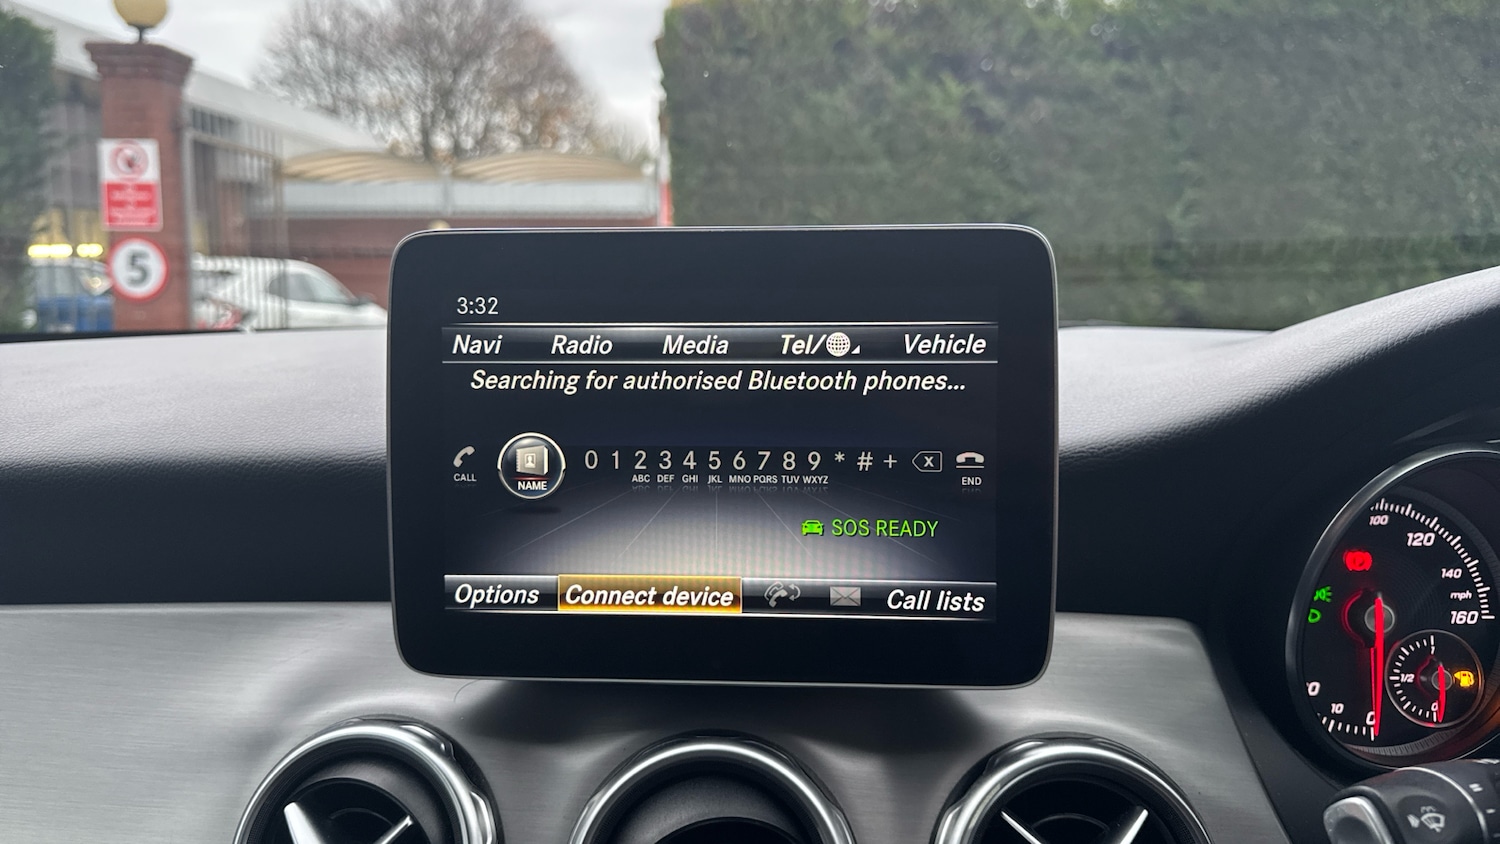 5
3:32
Navi Radio Media Tel/ Vehicle
Searching for authorised Bluetooth phones...
CALL
NAME
0 1 2 3 4 5 6 7 8 9 * # +
ABC DEF GHI JKL MNO PQRS TUV WXYZ
X
END
SOS READY
Options Connect device Call lists
100
120
140
mph
160
10
0
1
1/2
0